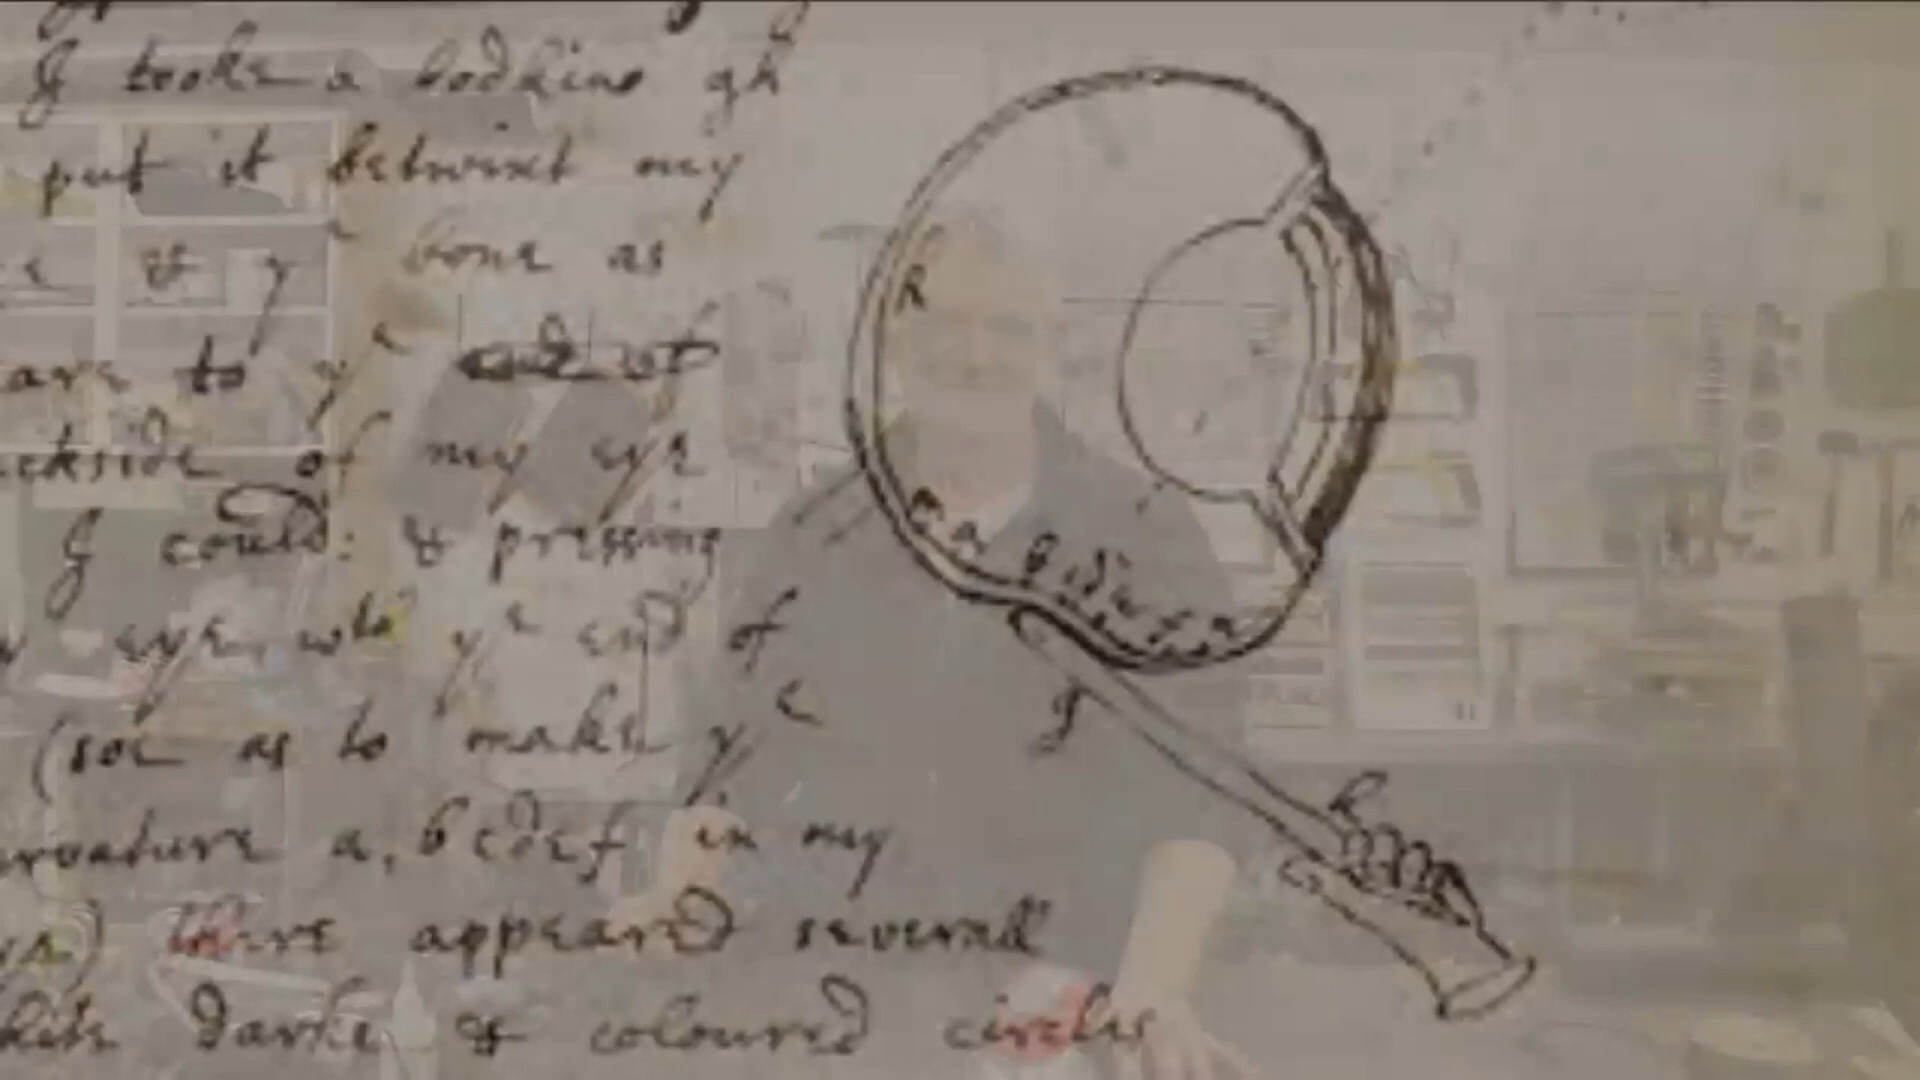 I tooke a bodkine gh
put it betwixt my
& yᵉ bone as
to yᵉ end of
ckside of my eye
I could: & pressing
eye wth yᵉ end of
(soe as to make yᵉ
urvature a, bcdef in my
there appeared severall
darke & coloured circles
h
a b c d e f
g
k